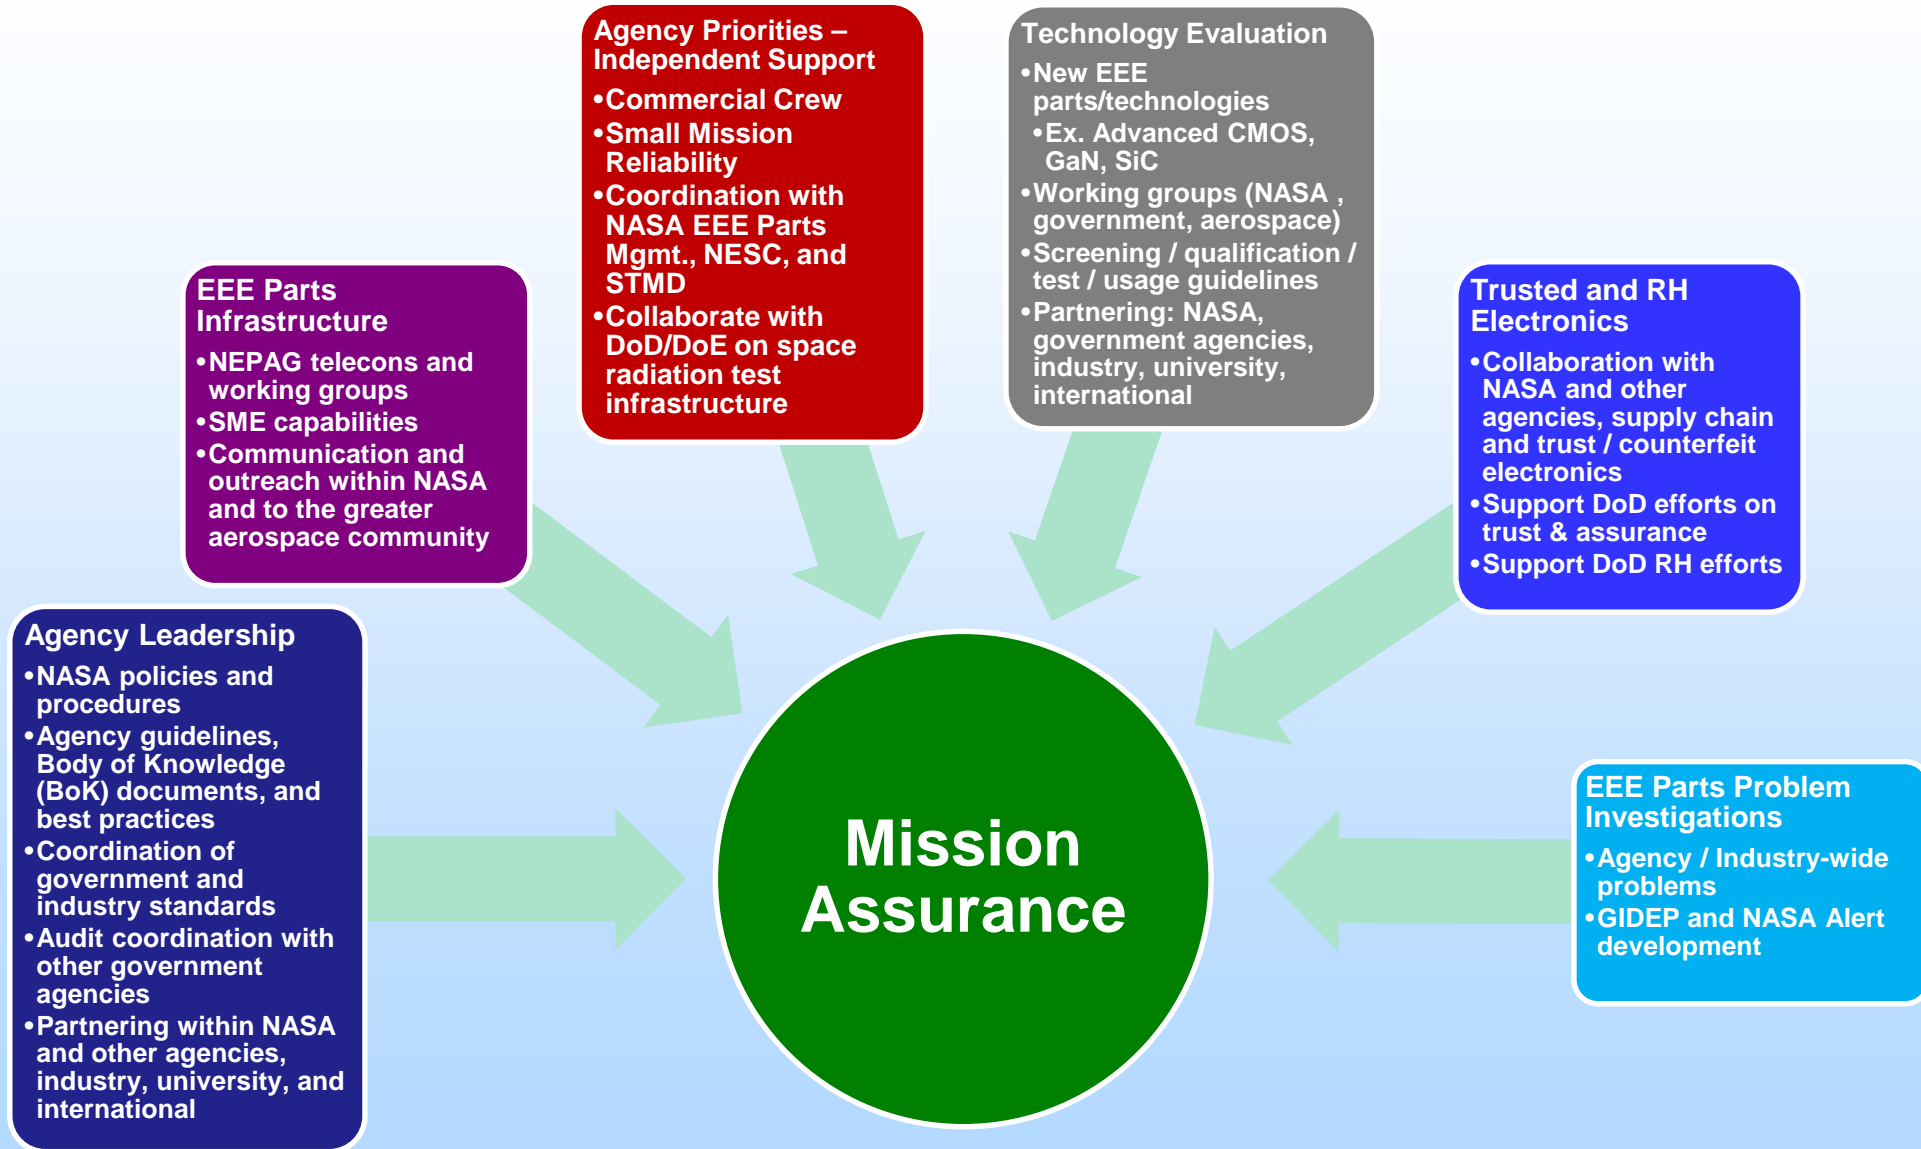 Agency Priorities –
Independent Support
•Commercial Crew
•Small Mission
Reliability
•Coordination with
NASA EEE Parts
Mgmt., NESC, and
STMD
•Collaborate with
DoD/DoE on space
radiation test
infrastructure
Technology Evaluation
•New EEE
parts/technologies
•Ex. Advanced CMOS,
GaN, SiC
•Working groups (NASA ,
government, aerospace)
•Screening / qualification /
test / usage guidelines
•Partnering: NASA,
government agencies,
industry, university,
international
EEE Parts
Infrastructure
•NEPAG telecons and
working groups
•SME capabilities
•Communication and
outreach within NASA
and to the greater
aerospace community
Trusted and RH
Electronics
•Collaboration with
NASA and other
agencies, supply chain
and trust / counterfeit
electronics
•Support DoD efforts on
trust & assurance
•Support DoD RH efforts
Agency Leadership
•NASA policies and
procedures
•Agency guidelines,
Body of Knowledge
(BoK) documents, and
best practices
•Coordination of
government and
industry standards
•Audit coordination with
other government
agencies
•Partnering within NASA
and other agencies,
industry, university, and
international
Mission
Assurance
EEE Parts Problem
Investigations
•Agency / Industry-wide
problems
•GIDEP and NASA Alert
development